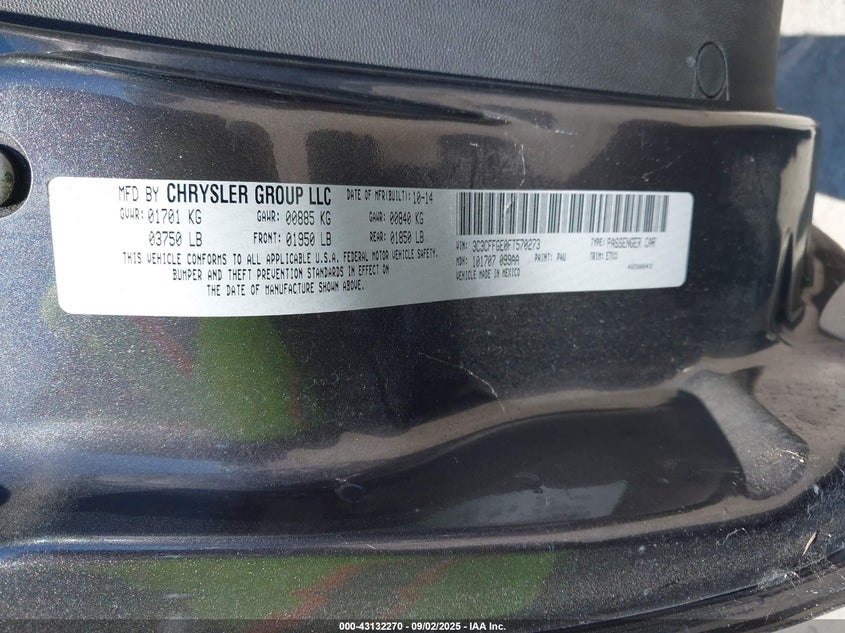 MFD BY CHRYSLER GROUP LLC DATE OF MFR(BUILT): 10-14
GVWR: 01701 KG GAWR: 00885 KG GAWR: 00840 KG
03750 LB FRONT: 01950 LB REAR: 01850 LB
THIS VEHICLE CONFORMS TO ALL APPLICABLE U.S.A. FEDERAL MOTOR VEHICLE SAFETY,
BUMPER AND THEFT PREVENTION STANDARDS IN EFFECT ON
THE DATE OF MANUFACTURE SHOWN ABOVE.
VIN: 3C3CFFGE0FT570273 TYPE: PASSENGER CAR
MDH: 101707 099AA PAINT: PAU TRIM: E7XX
VEHICLE MADE IN MEXICO
000-43132270 - 09/02/2025 - IAA Inc.